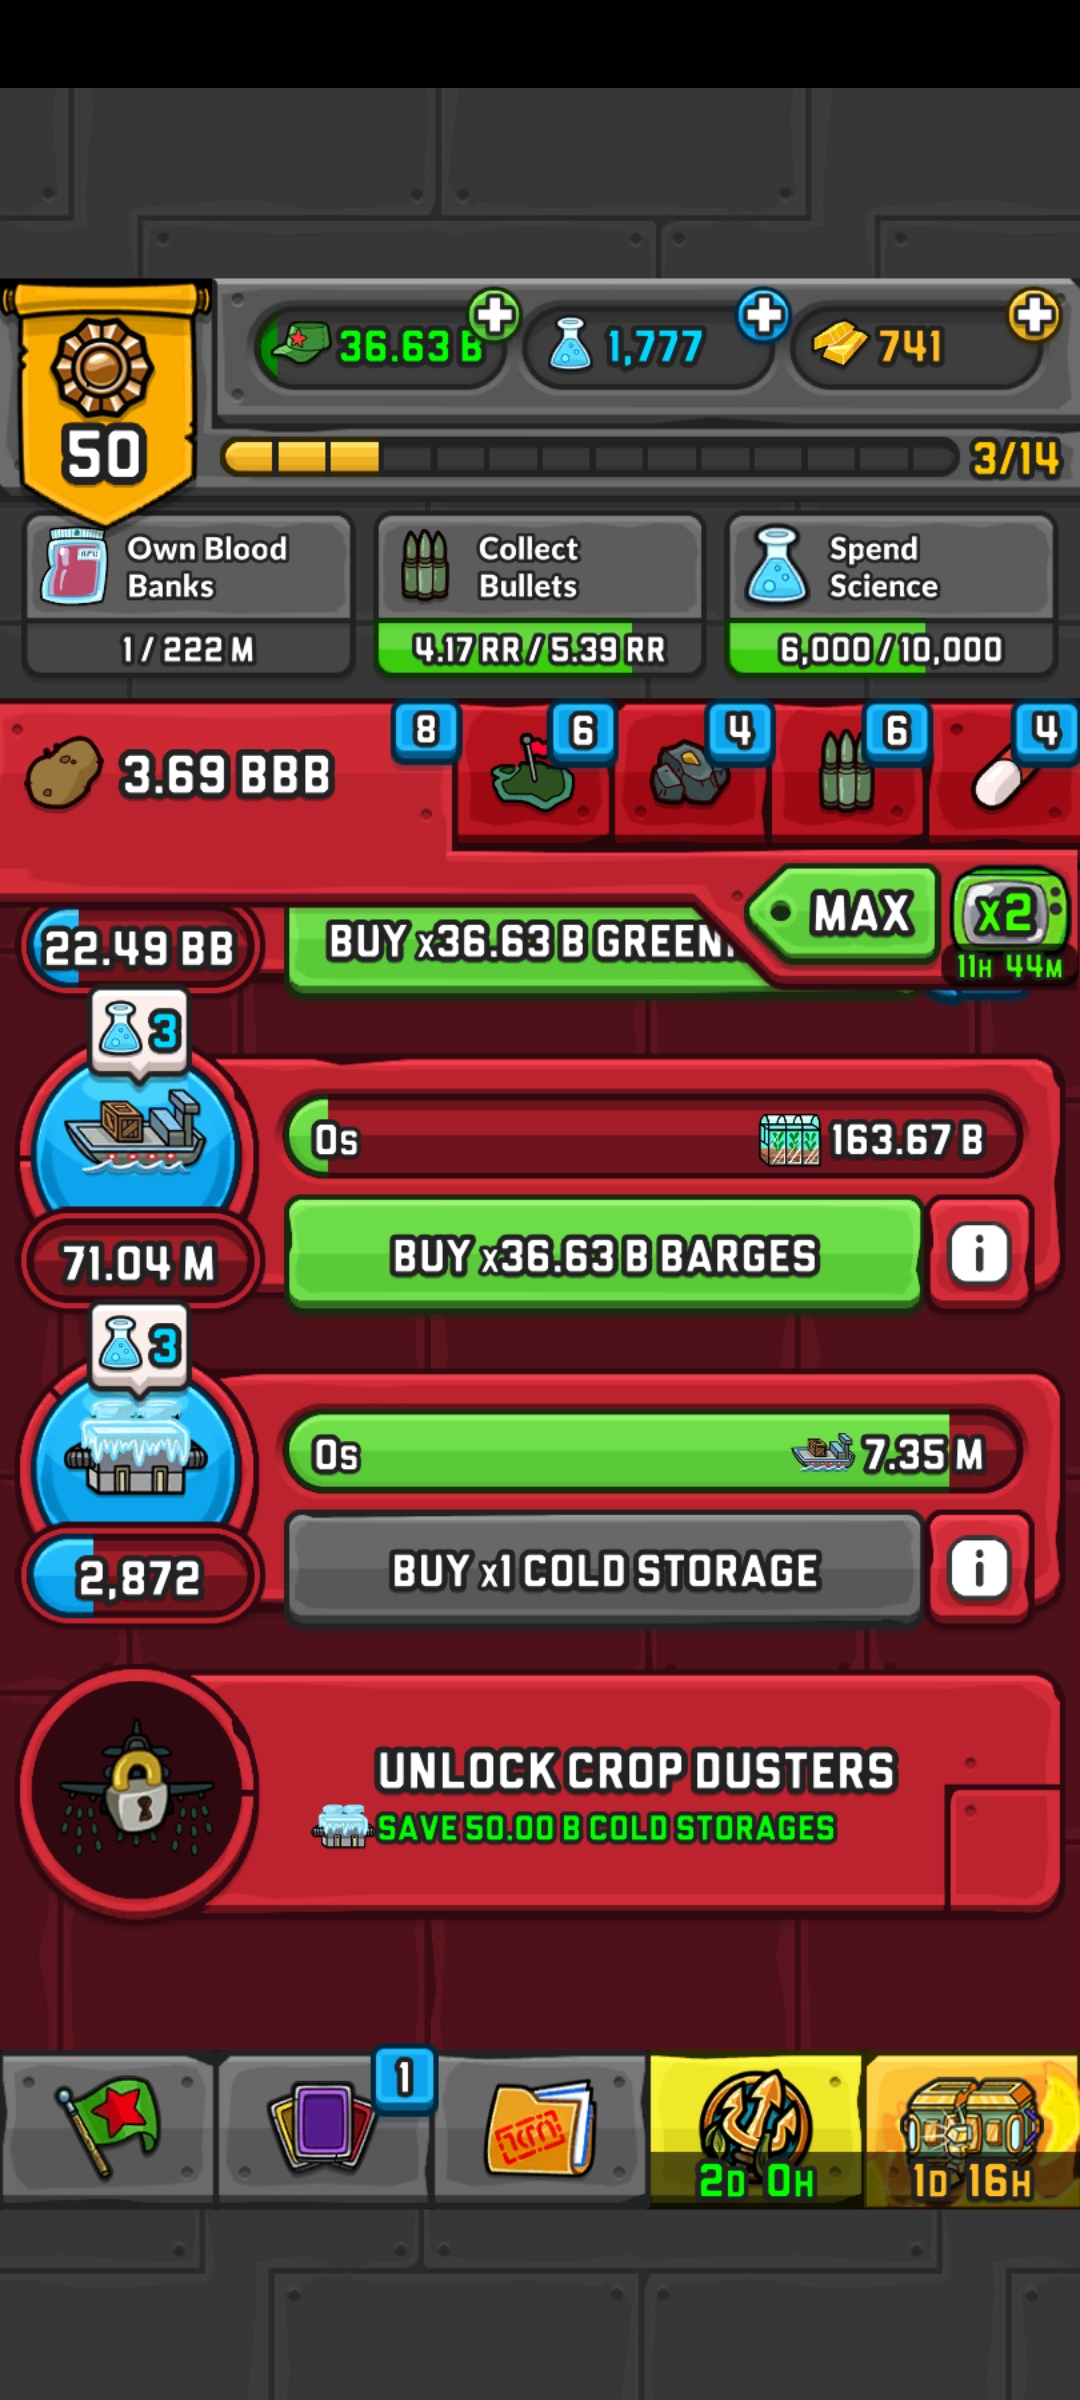 36.63 B
1,777
741
50
3/14
Own Blood
Banks
1 / 222 M
Collect
Bullets
4.17 RR / 5.39 RR
Spend
Science
6,000 / 10,000
3.69 BBB
8
6
4
6
4
MAX
x2
11H 44M
22.49 BB
BUY x36.63 B GREEN
3
0s
163.67 B
71.04 M
BUY x36.63 B BARGES
i
3
0s
7.35 M
2,872
BUY x1 COLD STORAGE
i
UNLOCK CROP DUSTERS
SAVE 50.00 B COLD STORAGES
1
2D 0H
1D 16H